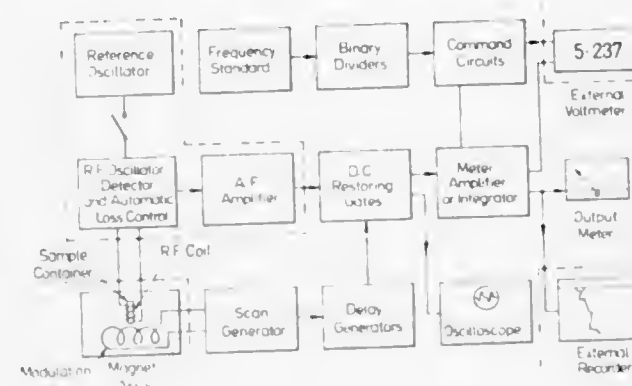 Reference
Oscillator
Frequency
Standard
Binary
Dividers
Command
Circuits
5·237
External
Voltmeter
R.F. Oscillator
Detector
and Automatic
Loss Control
A.F.
Amplifier
D.C.
Restoring
Gates
Meter
Amplifier
or Integrator
Output
Meter
Sample
Container
R.F. Coil
Scan
Generator
Delay
Generators
Oscilloscope
External
Recorder
Modulation
Magnet